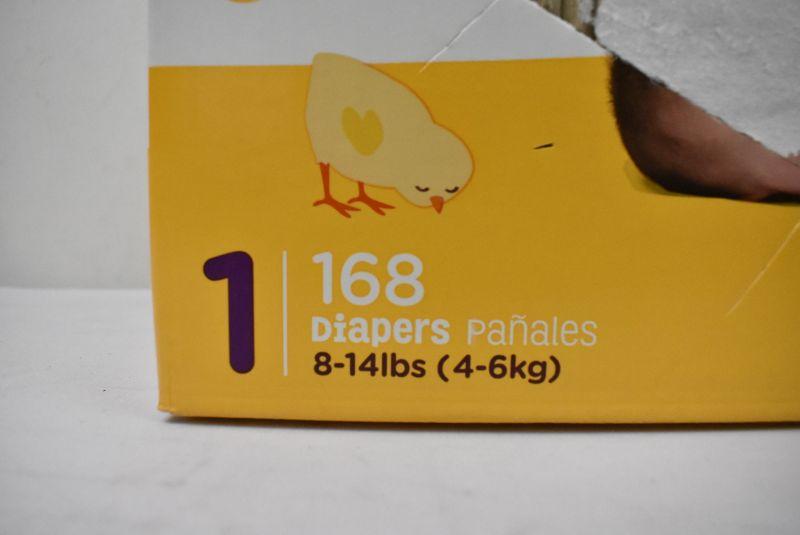 1
168
Diapers Pañales
8-14lbs (4-6kg)